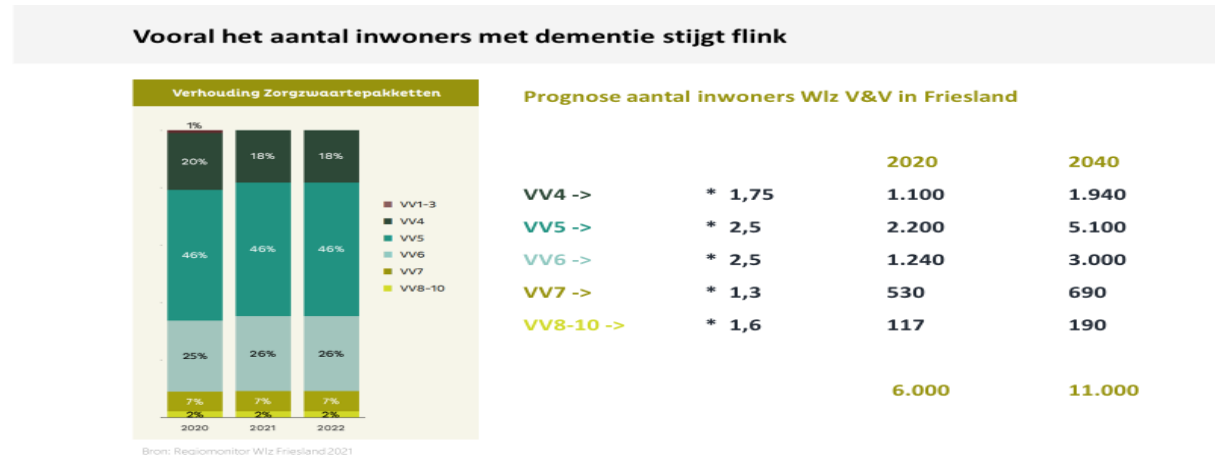 Vooral het aantal inwoners met dementie stijgt flink
Verhouding Zorgzwaartepakketten
1%
20% 18% 18%
46% 46% 46%
25% 26% 26%
7% 7% 7%
2% 2% 2%
2020 2021 2022
VV1-3
VV4
VV5
VV6
VV7
VV8-10
Bron: Regiomonitor Wlz Friesland 2021
Prognose aantal inwoners Wlz V&V in Friesland
2020 2040
VV4 -> * 1,75 1.100 1.940
VV5 -> * 2,5 2.200 5.100
VV6 -> * 2,5 1.240 3.000
VV7 -> * 1,3 530 690
VV8-10 -> * 1,6 117 190
6.000 11.000